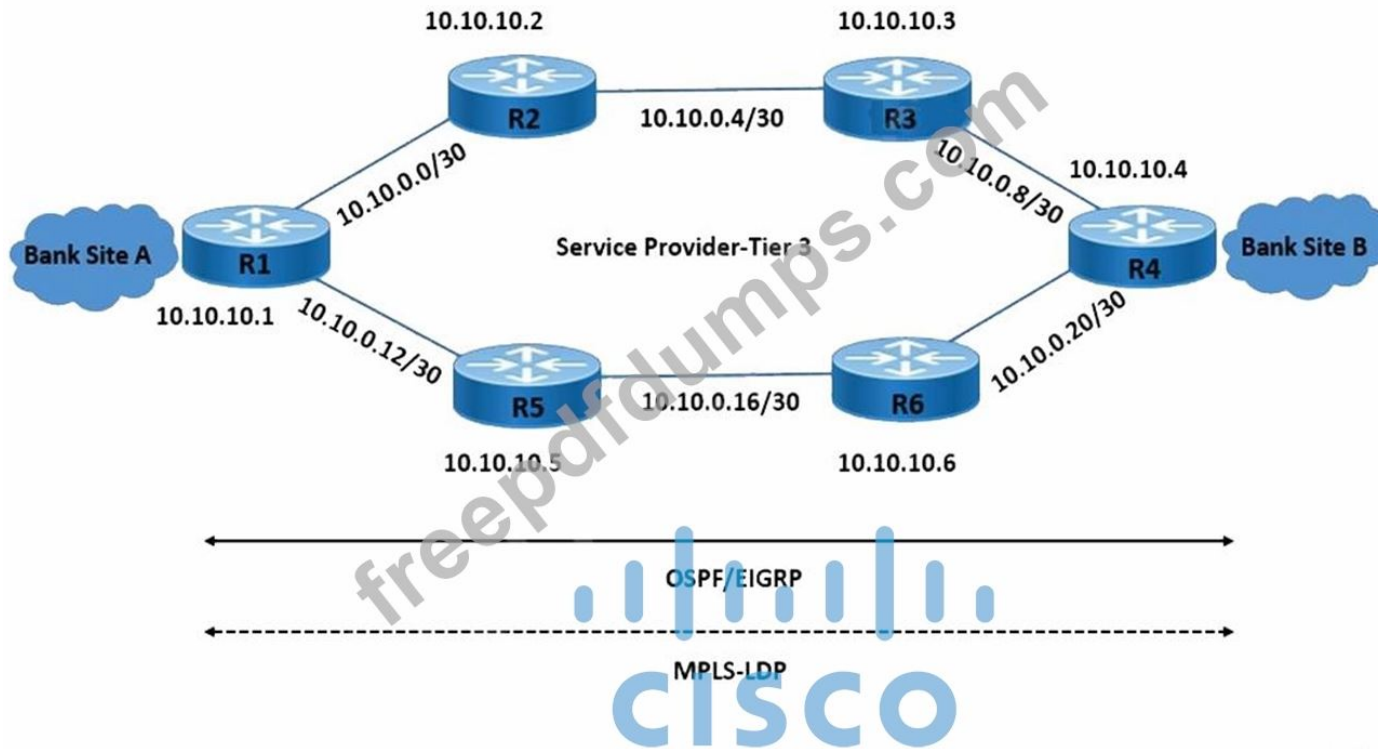 10.10.10.2
10.10.10.3
R2
10.10.0.4/30
R3
10.10.0.0/30
10.10.0.8/30
10.10.10.4
Bank Site A
R1
Service Provider-Tier 3
R4
Bank Site B
10.10.10.1
10.10.0.12/30
R5
10.10.0.16/30
R6
10.10.0.20/30
10.10.10.5
10.10.10.6
freepdfdumps.com
OSPF/EIGRP
MPLS-LDP
CISCO